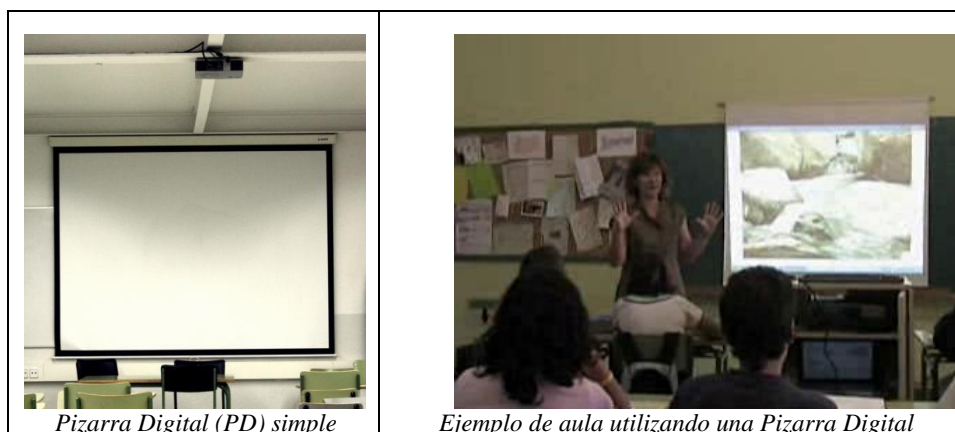 Pizarra Digital (PD) simple
Ejemplo de aula utilizando una Pizarra Digital